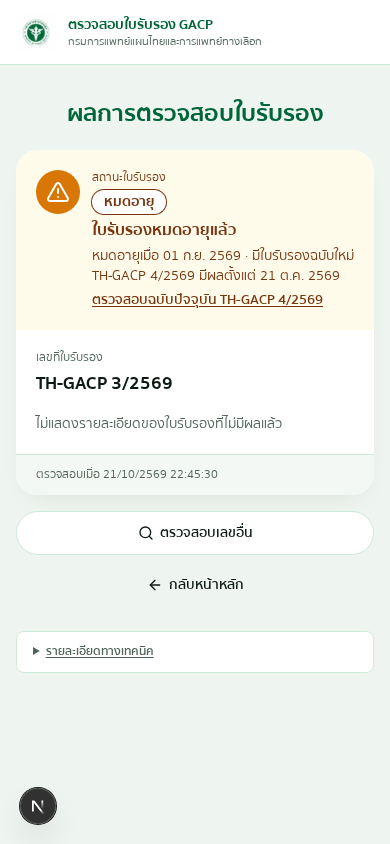 ตรวจสอบใบรับรอง GACP
กรมการแพทย์แผนไทยและการแพทย์ทางเลือก
ผลการตรวจสอบใบรับรอง
สถานะใบรับรอง
หมดอายุ
ใบรับรองหมดอายุแล้ว
หมดอายุเมื่อ 01 ก.ย. 2569 · มีใบรับรองฉบับใหม่
TH-GACP 4/2569 มีผลตั้งแต่ 21 ต.ค. 2569
ตรวจสอบฉบับปัจจุบัน TH-GACP 4/2569
เลขที่ใบรับรอง
TH-GACP 3/2569
ไม่แสดงรายละเอียดของใบรับรองที่ไม่มีผลแล้ว
ตรวจสอบเมื่อ 21/10/2569 22:45:30
ตรวจสอบเลขอื่น
กลับหน้าหลัก
รายละเอียดทางเทคนิค
N